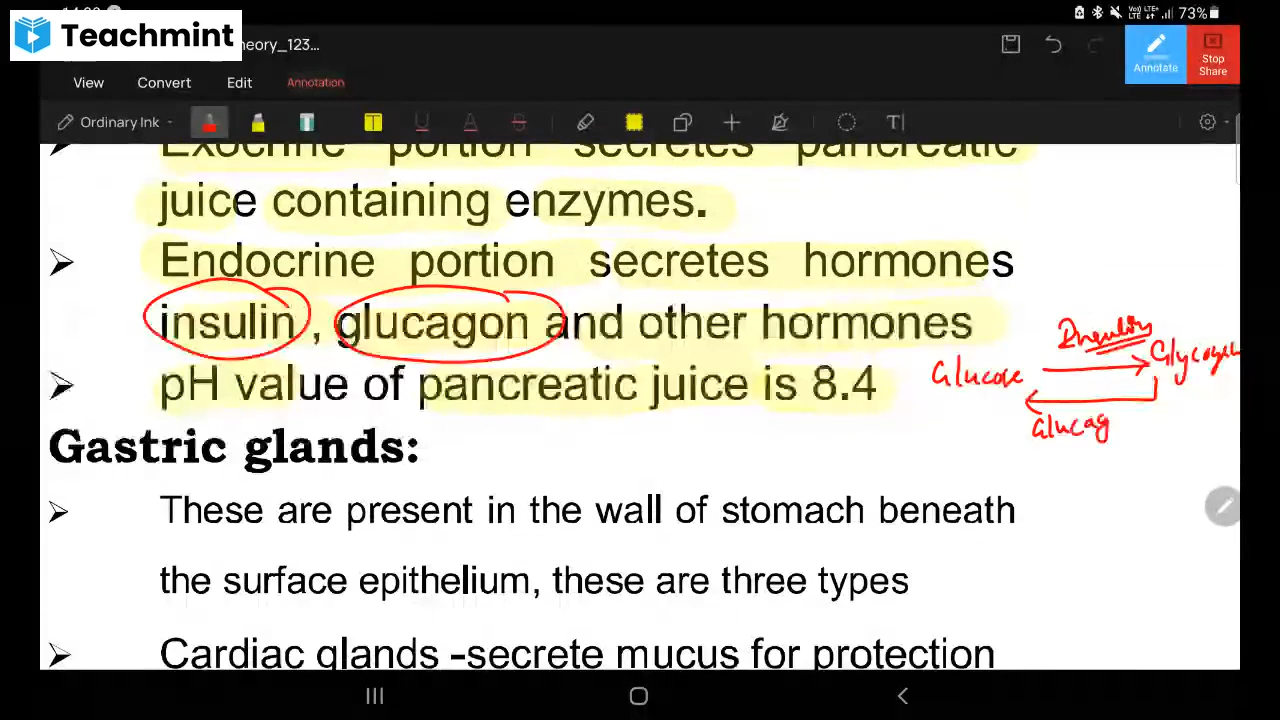 73%
Teachmint
heory_123...
Annotate
Stop
Share
View Convert Edit Annotation
Ordinary Ink
Exocrine portion secretes pancreatic
juice containing enzymes.
Endocrine portion secretes hormones
insulin , glucagon and other hormones
Insulin
Glucose Glycogen
Glucag
pH value of pancreatic juice is 8.4
Gastric glands:
These are present in the wall of stomach beneath
the surface epithelium, these are three types
Cardiac glands -secrete mucus for protection